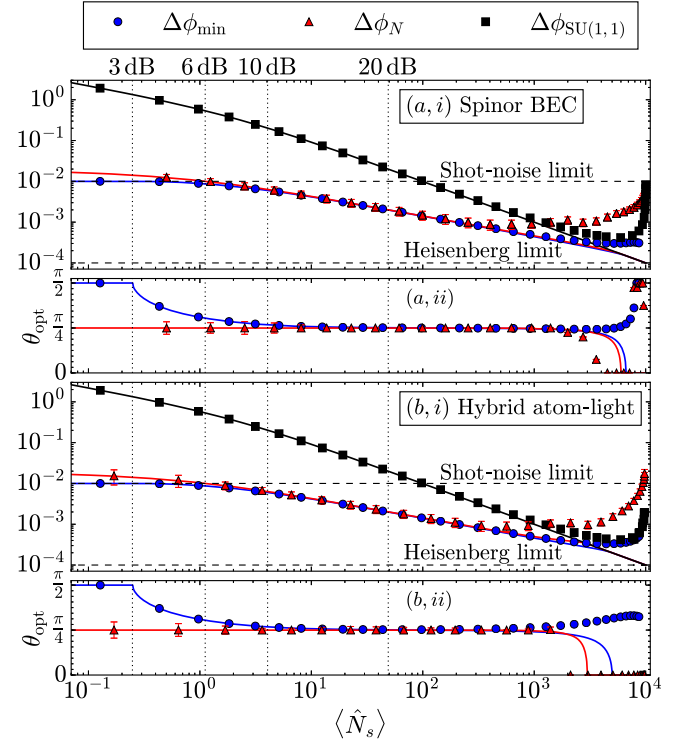 Δϕ_min Δϕ_N Δϕ_SU(1,1)
3 dB 6 dB 10 dB 20 dB
10^0
10^−1
10^−2
10^−3
10^−4
(a, i) Spinor BEC
Shot-noise limit
Heisenberg limit
θ_opt
π/2
π/4
0
(a, ii)
10^0
10^−1
10^−2
10^−3
10^−4
(b, i) Hybrid atom-light
Shot-noise limit
Heisenberg limit
θ_opt
π/2
π/4
0
(b, ii)
10^−1 10^0 10^1 10^2 10^3 10^4
⟨N̂_s⟩